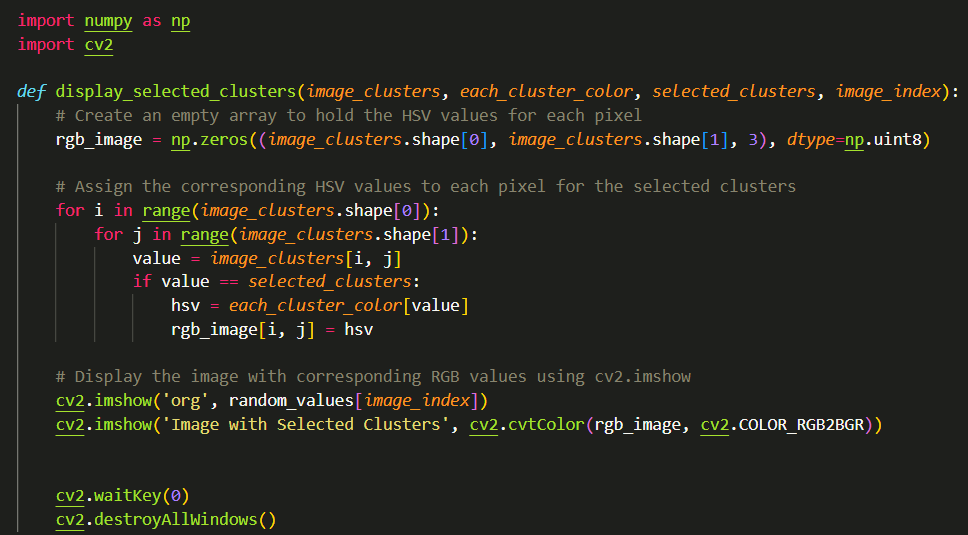 import numpy as np
import cv2
def display_selected_clusters(image_clusters, each_cluster_color, selected_clusters, image_index):
# Create an empty array to hold the HSV values for each pixel
rgb_image = np.zeros((image_clusters.shape[0], image_clusters.shape[1], 3), dtype=np.uint8)
# Assign the corresponding HSV values to each pixel for the selected clusters
for i in range(image_clusters.shape[0]):
for j in range(image_clusters.shape[1]):
value = image_clusters[i, j]
if value == selected_clusters:
hsv = each_cluster_color[value]
rgb_image[i, j] = hsv
# Display the image with corresponding RGB values using cv2.imshow
cv2.imshow('org', random_values[image_index])
cv2.imshow('Image with Selected Clusters', cv2.cvtColor(rgb_image, cv2.COLOR_RGB2BGR))
cv2.waitKey(0)
cv2.destroyAllWindows()